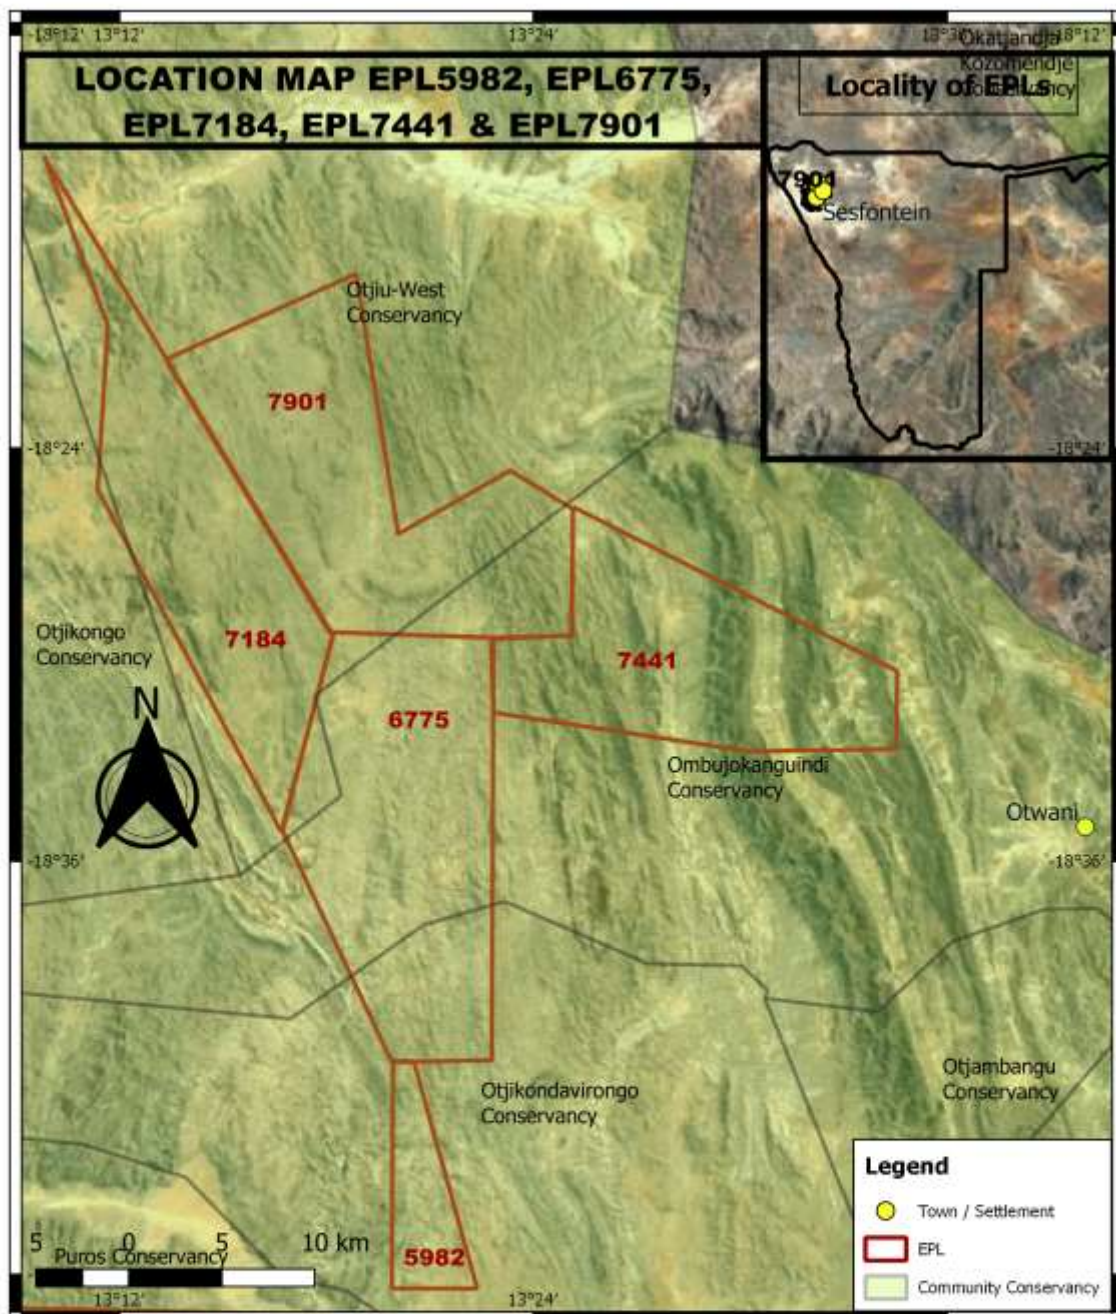 -18°12' 13°12' 13°24' 13°36' -18°12'
LOCATION MAP EPL5982, EPL6775,
EPL7184, EPL7441 & EPL7901
Okatjandja
Kozomendje
Conservancy
Locality of EPLs
7901
Sesfontein
Otjiu-West
Conservancy
7901
-18°24' -18°24'
Otjikongo
Conservancy
7184
7441
6775
N
Ombujokanguindi
Conservancy
Otwani
-18°36' -18°36'
Otjikondavirongo
Conservancy
Otjambangu
Conservancy
Legend
Town / Settlement
EPL
Community Conservancy
5 0 5 10 km
Puros Conservancy
5982
13°12' 13°24'